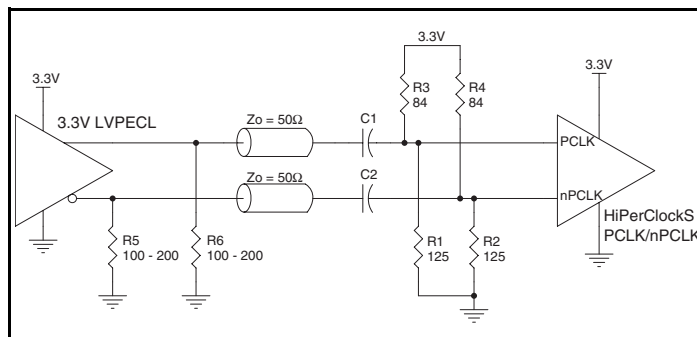 3.3V
3.3V
3.3V
R3
84
R4
84
3.3V LVPECL
Zo = 50Ω
C1
PCLK
Zo = 50Ω
C2
nPCLK
HiPerClockS
PCLK/nPCLK
R5
100 - 200
R6
100 - 200
R1
125
R2
125